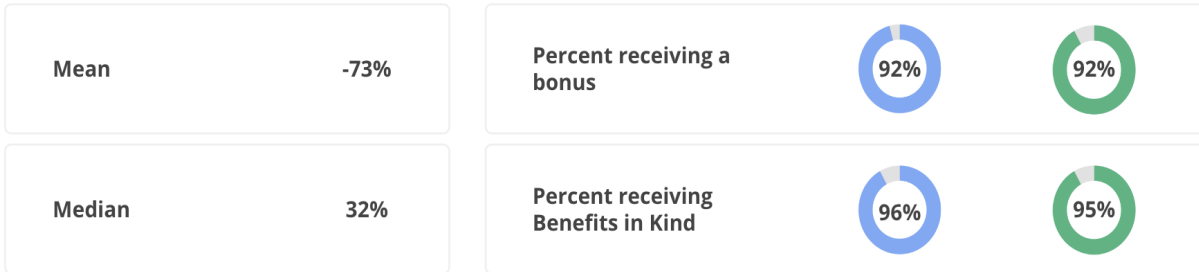 Mean -73%
Percent receiving a
bonus
92% 92%
Median 32%
Percent receiving
Benefits in Kind
96% 95%